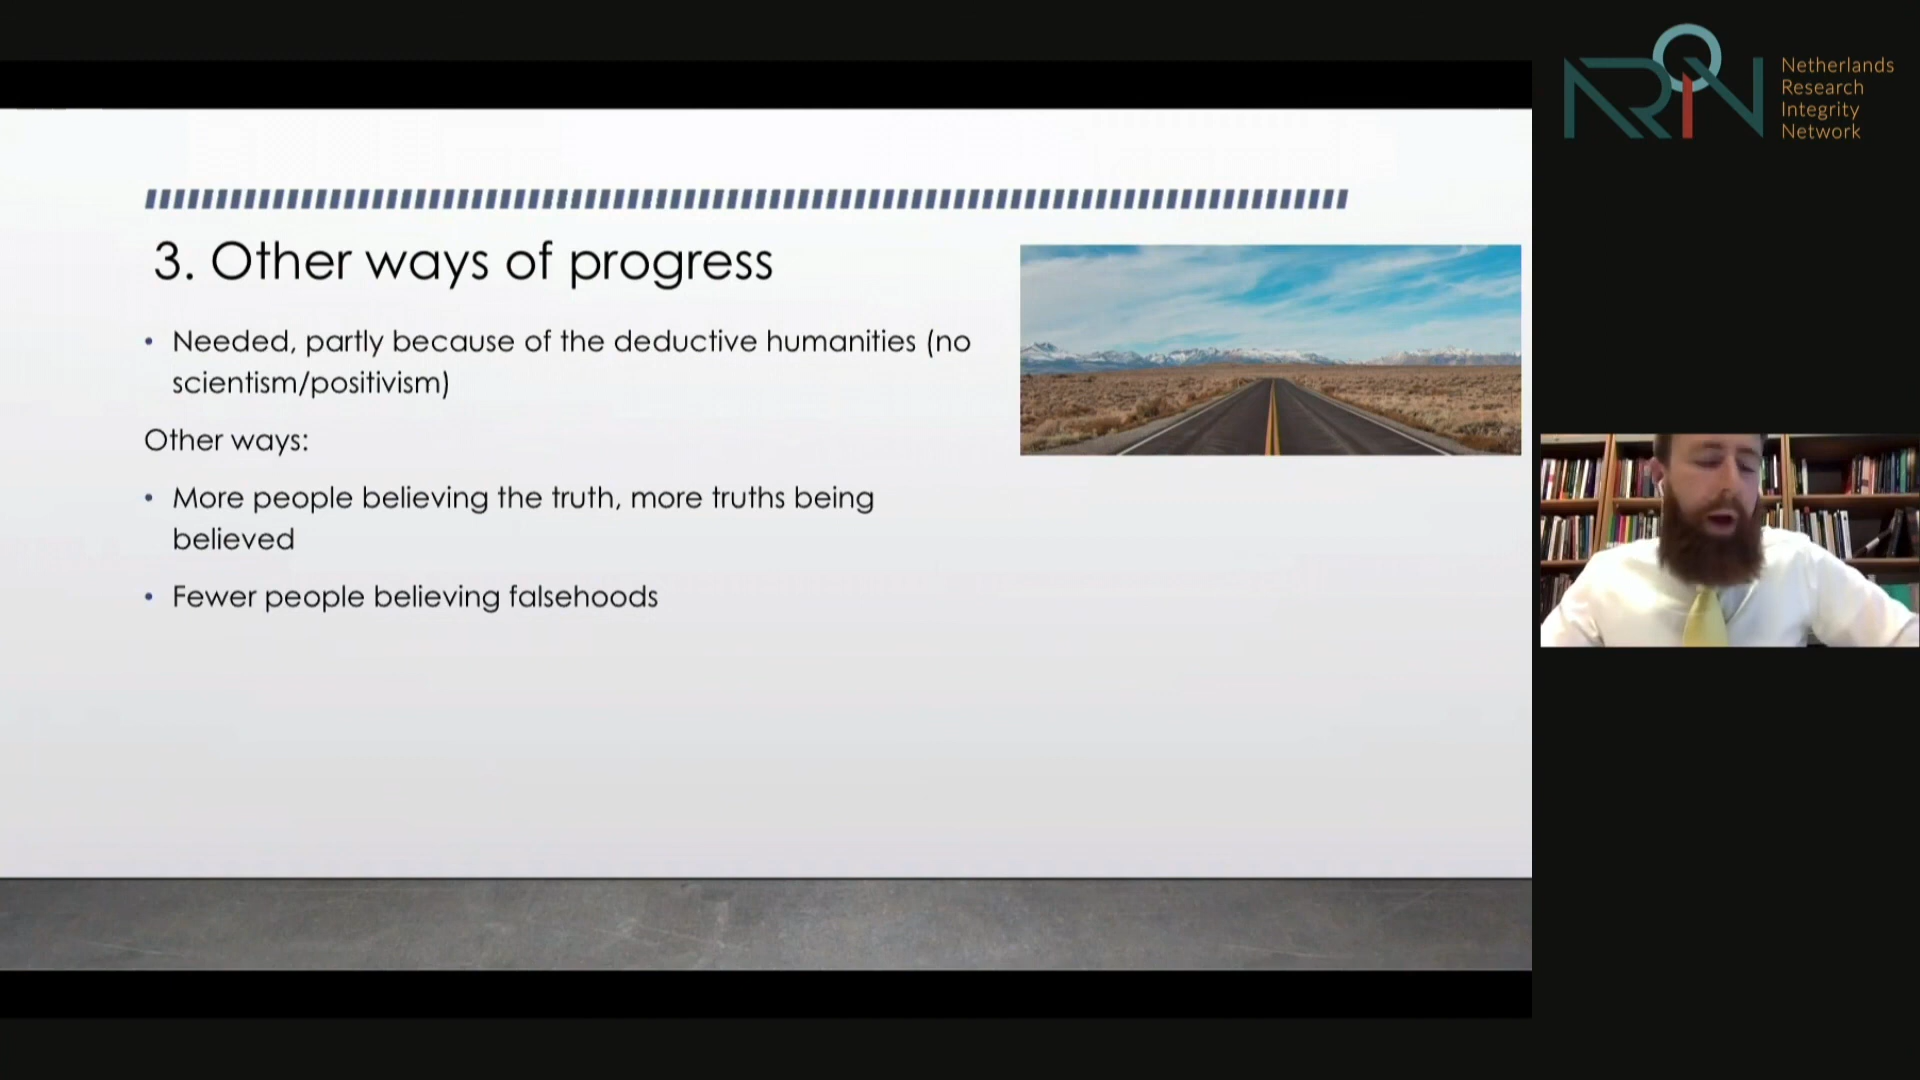 3. Other ways of progress
• Needed, partly because of the deductive humanities (no
scientism/positivism)
Other ways:
• More people believing the truth, more truths being
believed
• Fewer people believing falsehoods
NRIN
Netherlands
Research
Integrity
Network